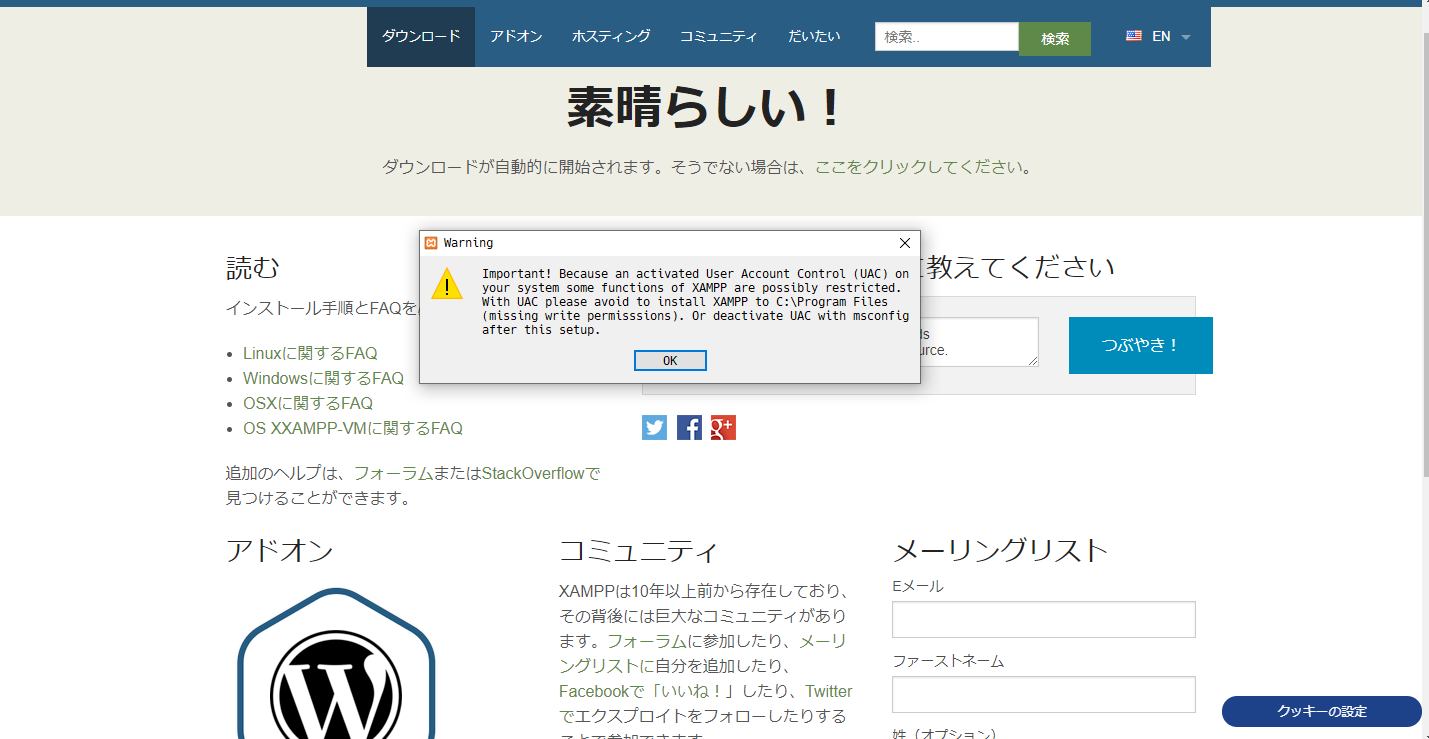 ダウンロード
アドオン
ホスティング
コミュニティ
だいたい
検索..
検索
EN
素晴らしい！
ダウンロードが自動的に開始されます。そうでない場合は、ここをクリックしてください。
Warning
Important! Because an activated User Account Control (UAC) on
your system some functions of XAMPP are possibly restricted.
With UAC please avoid to install XAMPP to C:\Program Files
(missing write permisssions). Or deactivate UAC with msconfig
after this setup.
OK
読む
インストール手順とFAQを
Linuxに関するFAQ
Windowsに関するFAQ
OSXに関するFAQ
OS XXAMPP-VMに関するFAQ
追加のヘルプは、フォーラムまたはStackOverflowで
見つけることができます。
教えてください
urce.
つぶやき！
アドオン
コミュニティ
XAMPPは10年以上前から存在しており、
その背後には巨大なコミュニティがあり
ます。フォーラムに参加したり、メーリ
ングリストに自分を追加したり、
Facebookで「いいね！」したり、Twitter
でエクスプロイトをフォローしたりする
ことで参加できます。
メーリングリスト
Eメール
ファーストネーム
姓（オプション）
クッキーの設定